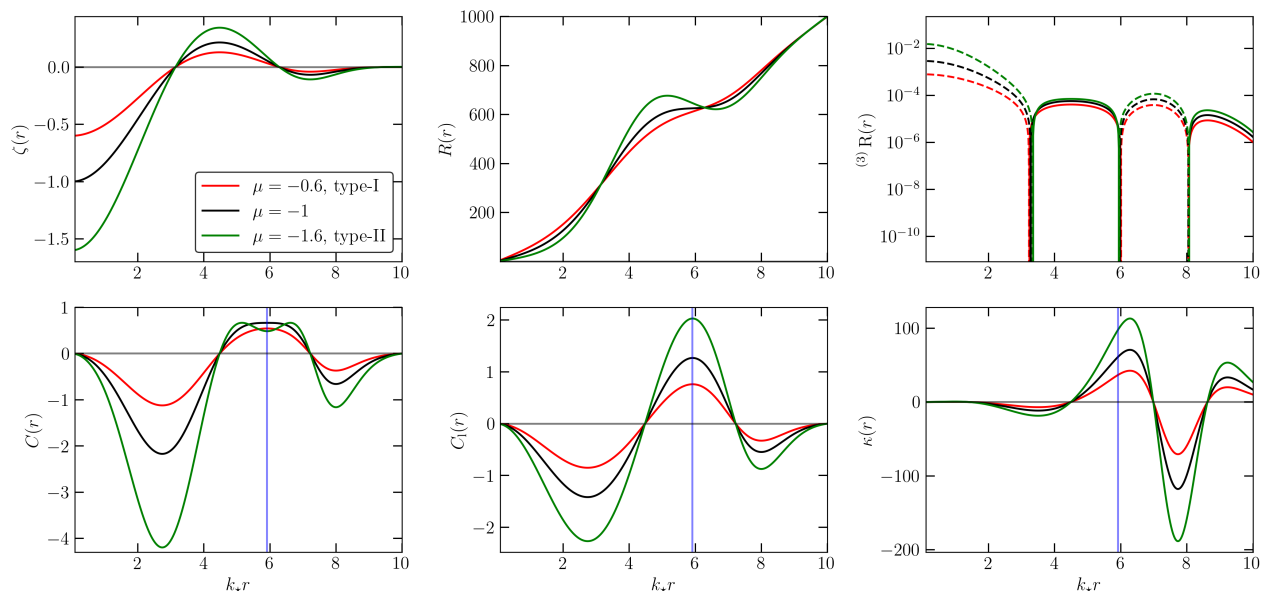 ζ(r)
0.0
−0.5
−1.0
−1.5
2 4 6 8 10
μ = −0.6, type-I
μ = −1
μ = −1.6, type-II
R(r)
1000
800
600
400
200
2 4 6 8 10
⁽³⁾R(r)
10⁻²
10⁻⁴
10⁻⁶
10⁻⁸
10⁻¹⁰
2 4 6 8 10
C(r)
1
0
−1
−2
−3
−4
2 4 6 8 10
k⋆r
C₁(r)
2
1
0
−1
−2
2 4 6 8 10
k⋆r
κ(r)
100
0
−100
−200
2 4 6 8 10
k⋆r